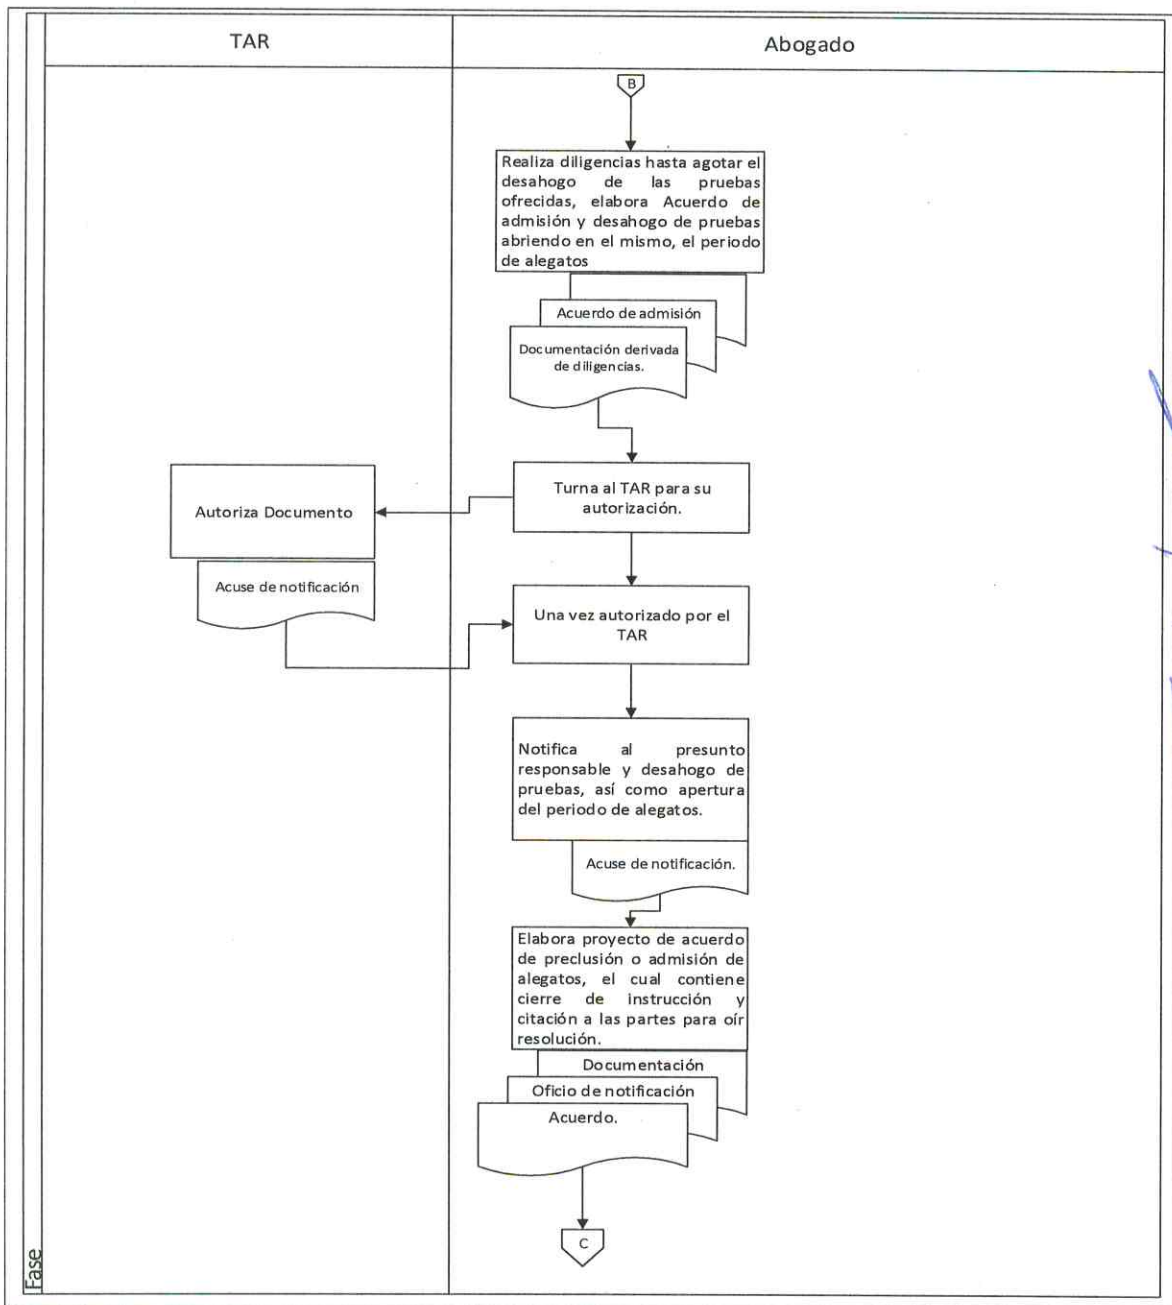 TAR
Abogado
B
Realiza diligencias hasta agotar el
desahogo de las pruebas
ofrecidas, elabora Acuerdo de
admisión y desahogo de pruebas
abriendo en el mismo, el periodo
de alegatos
Acuerdo de admisión
Documentación derivada
de diligencias.
Turna al TAR para su
autorización.
Autoriza Documento
Acuse de notificación
Una vez autorizado por el
TAR
Notifica al presunto
responsable y desahogo de
pruebas, así como apertura
del periodo de alegatos.
Acuse de notificación.
Elabora proyecto de acuerdo
de preclusión o admisión de
alegatos, el cual contiene
cierre de instrucción y
citación a las partes para oír
resolución.
Documentación
Oficio de notificación
Acuerdo.
C
Fase